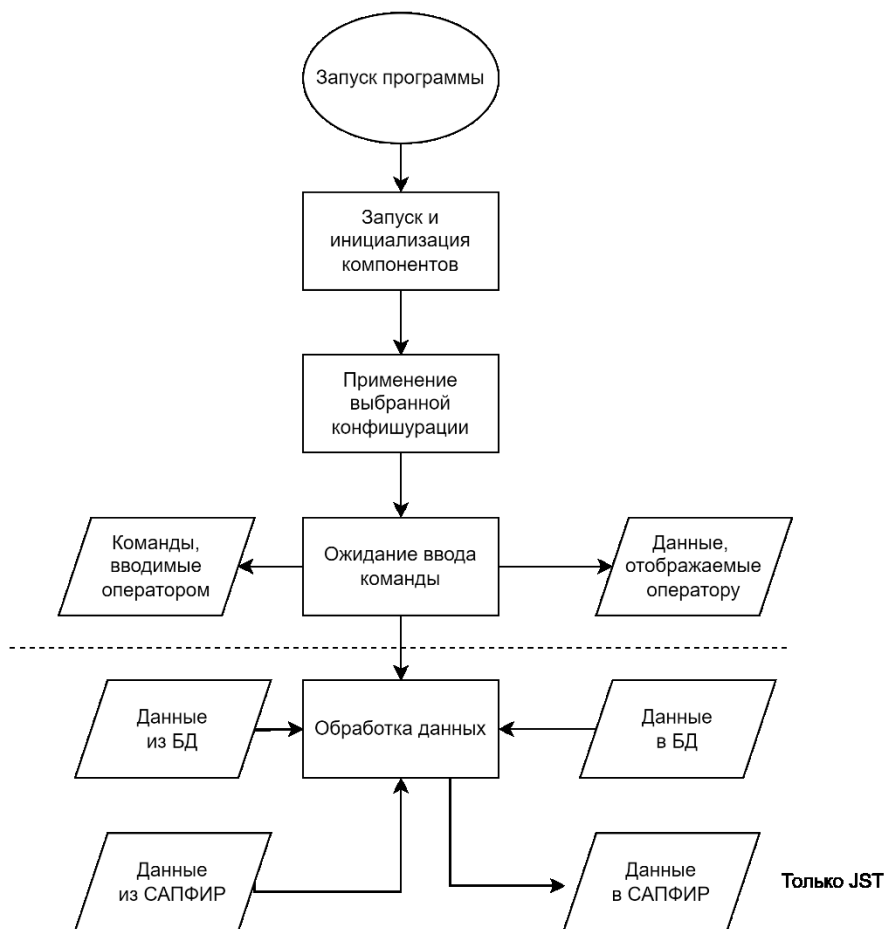 Запуск программы
Запуск и
инициализация
компонентов
Применение
выбранной
конфишурации
Команды,
вводимые
оператором
Ожидание ввода
команды
Данные,
отображаемые
оператору
Данные
из БД
Обработка данных
Данные
в БД
Данные
из САПФИР
Данные
в САПФИР
Только JST